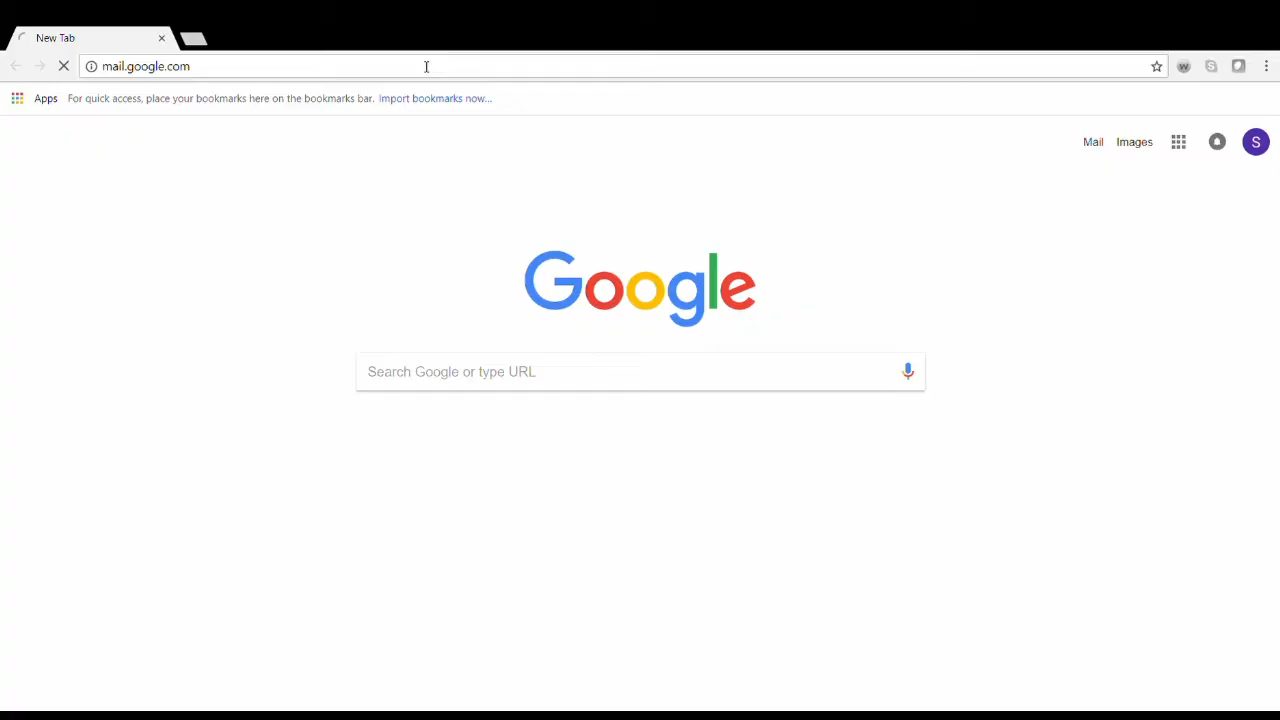 New Tab
mail.google.com
Apps For quick access, place your bookmarks here on the bookmarks bar. Import bookmarks now...
Mail Images S
Google
Search Google or type URL